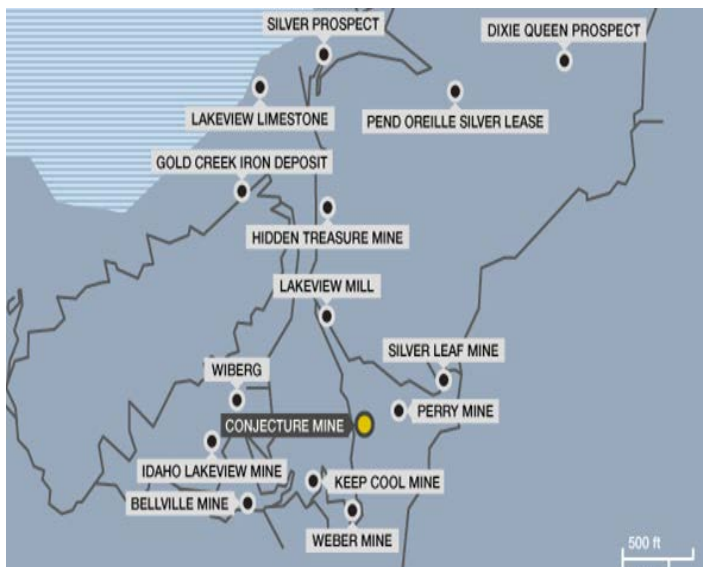 SILVER PROSPECT
DIXIE QUEEN PROSPECT
LAKEVIEW LIMESTONE
PEND OREILLE SILVER LEASE
GOLD CREEK IRON DEPOSIT
HIDDEN TREASURE MINE
LAKEVIEW MILL
SILVER LEAF MINE
WIBERG
PERRY MINE
CONJECTURE MINE
IDAHO LAKEVIEW MINE
KEEP COOL MINE
BELLVILLE MINE
WEBER MINE
500 ft